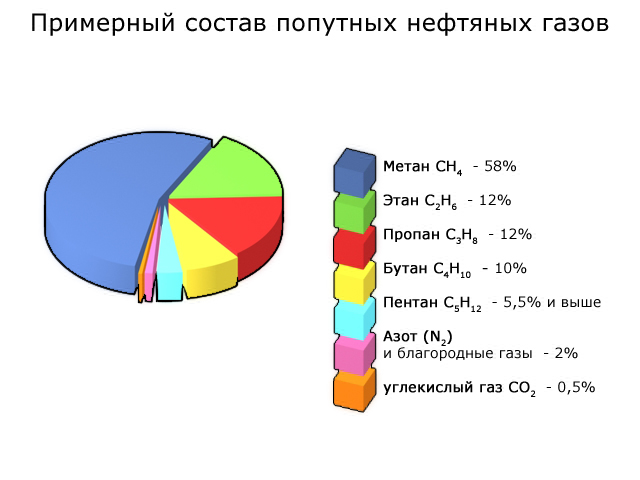 Примерный состав попутных нефтяных газов
Метан CH₄ - 58%
Этан C₂H₆ - 12%
Пропан C₃H₈ - 12%
Бутан C₄H₁₀ - 10%
Пентан C₅H₁₂ - 5,5% и выше
Азот (N₂)
и благородные газы - 2%
углекислый газ CO₂ - 0,5%